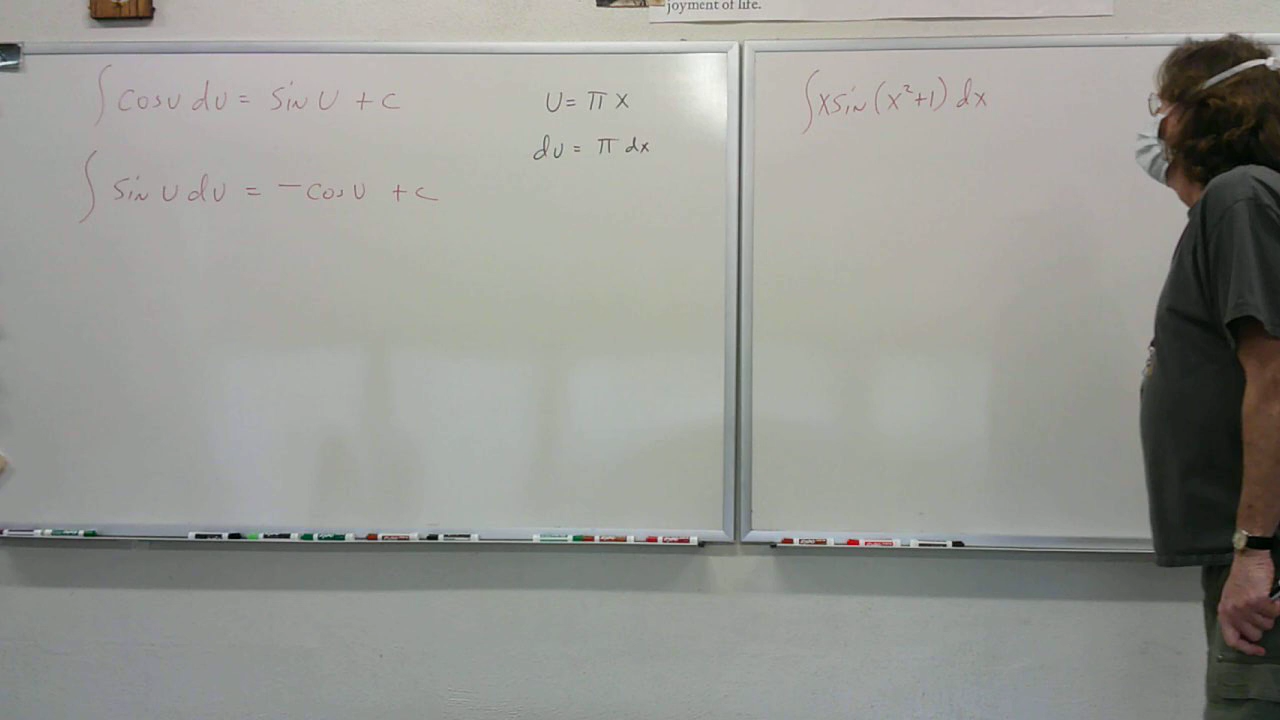 joyment of life.
∫ cos u du = sin u + c
∫ sin u du = -cos u + c
u = π x
du = π dx
∫ x sin (x²+1) dx